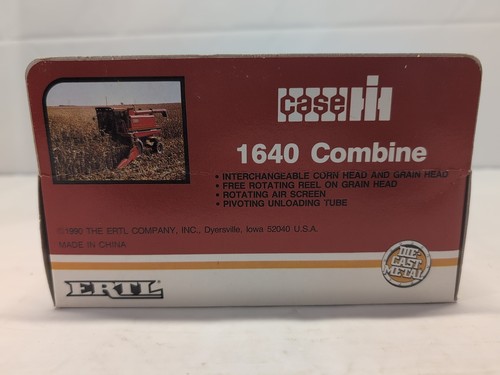 case IH
1640 Combine
• INTERCHANGEABLE CORN HEAD AND GRAIN HEAD
• FREE ROTATING REEL ON GRAIN HEAD
• ROTATING AIR SCREEN
• PIVOTING UNLOADING TUBE
©1990 THE ERTL COMPANY, INC., Dyersville, Iowa 52040 U.S.A.
MADE IN CHINA
ERTL
DIE-
CAST
METAL